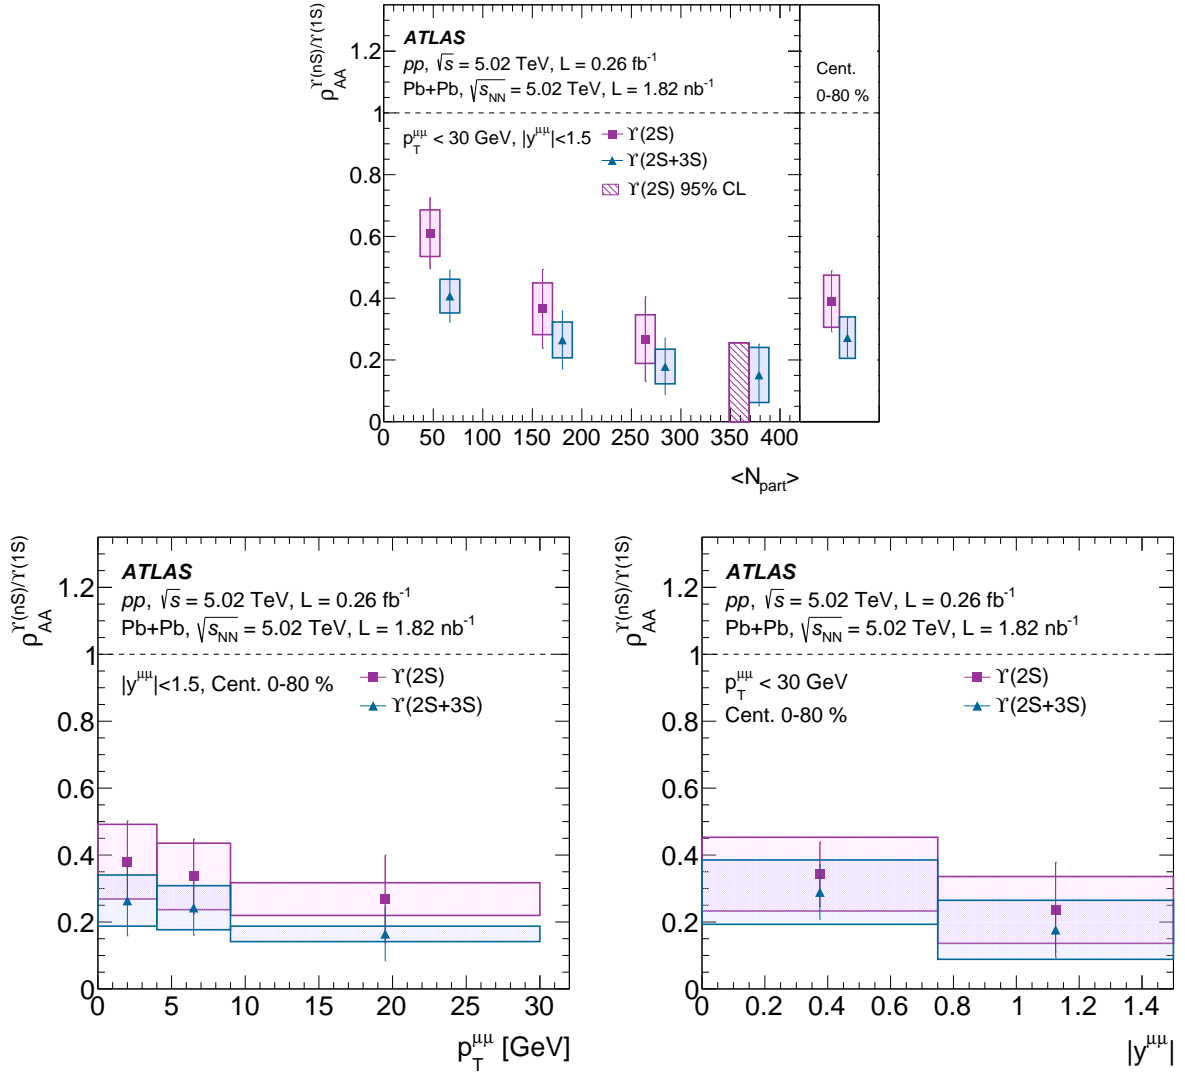 ρ_AA^ϒ(nS)/ϒ(1S)
ATLAS
pp, √s = 5.02 TeV, L = 0.26 fb⁻¹
Pb+Pb, √s_NN = 5.02 TeV, L = 1.82 nb⁻¹
p_T^μμ < 30 GeV, |y^μμ|<1.5
ϒ(2S)
ϒ(2S+3S)
ϒ(2S) 95% CL
Cent.
0-80 %
1.2
1
0.8
0.6
0.4
0.2
0
0 50 100 150 200 250 300 350 400
<N_part>
ρ_AA^ϒ(nS)/ϒ(1S)
ATLAS
pp, √s = 5.02 TeV, L = 0.26 fb⁻¹
Pb+Pb, √s_NN = 5.02 TeV, L = 1.82 nb⁻¹
|y^μμ|<1.5, Cent. 0-80 %
ϒ(2S)
ϒ(2S+3S)
1.2
1
0.8
0.6
0.4
0.2
0
0 5 10 15 20 25 30
p_T^μμ [GeV]
ρ_AA^ϒ(nS)/ϒ(1S)
ATLAS
pp, √s = 5.02 TeV, L = 0.26 fb⁻¹
Pb+Pb, √s_NN = 5.02 TeV, L = 1.82 nb⁻¹
p_T^μμ < 30 GeV
Cent. 0-80 %
ϒ(2S)
ϒ(2S+3S)
1.2
1
0.8
0.6
0.4
0.2
0
0 0.2 0.4 0.6 0.8 1 1.2 1.4
|y^μμ|